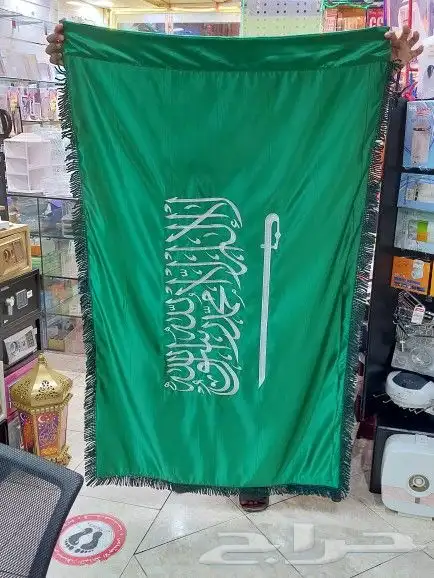 لا إله إلا الله محمد رسول الله
حراج